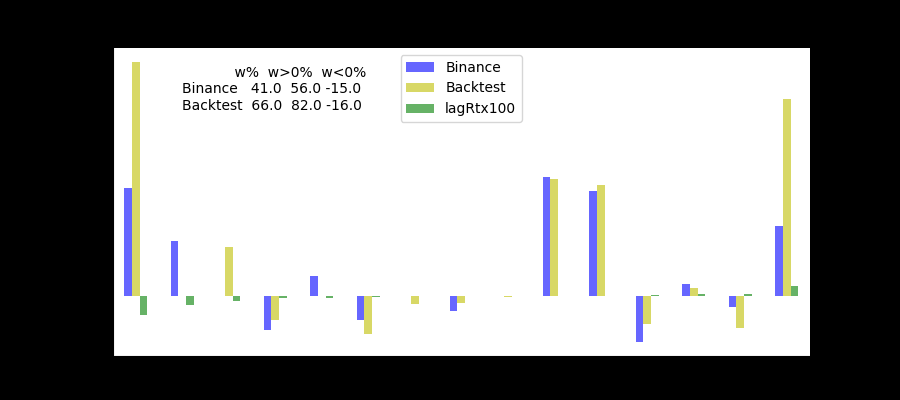 w% w>0% w<0%
Binance 41.0 56.0 -15.0
Backtest 66.0 82.0 -16.0
Binance
Backtest
lagRtx100